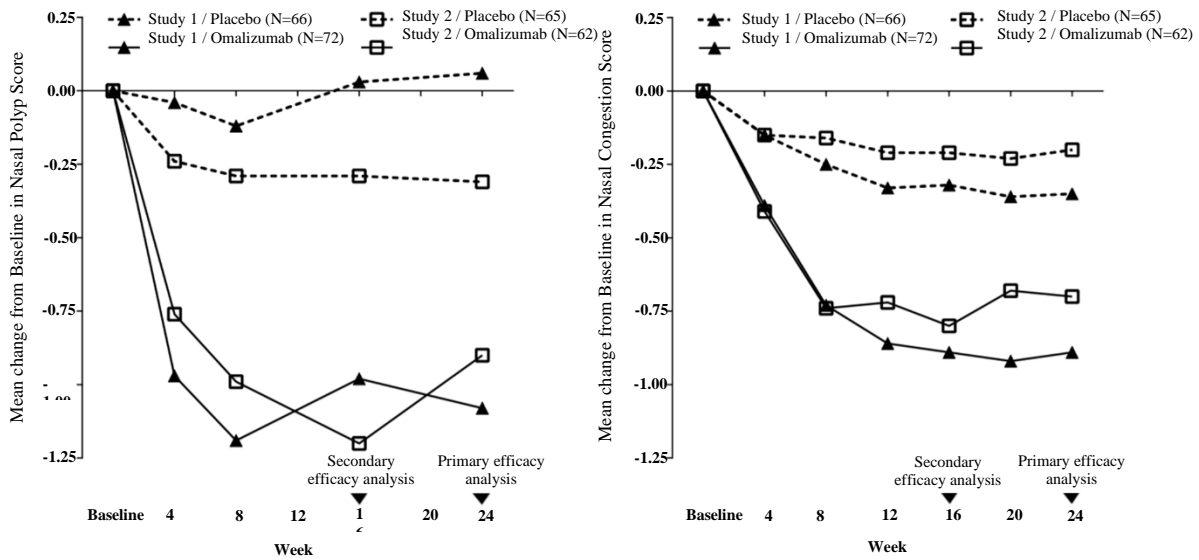 0.25
Study 1 / Placebo (N=66)
Study 1 / Omalizumab (N=72)
Study 2 / Placebo (N=65)
Study 2 / Omalizumab (N=62)
0.00
-0.25
-0.50
-0.75
-
-1.25
Mean change from Baseline in Nasal Polyp Score
Secondary
efficacy analysis
Primary efficacy
analysis
Baseline 4 8 12 1 20 24
Week
0.25
Study 1 / Placebo (N=66)
Study 1 / Omalizumab (N=72)
Study 2 / Placebo (N=65)
Study 2 / Omalizumab (N=62)
0.00
-0.25
-0.50
-0.75
-1.00
-1.25
Mean change from Baseline in Nasal Congestion Score
Secondary
efficacy analysis
Primary efficacy
analysis
Baseline 4 8 12 16 20 24
Week